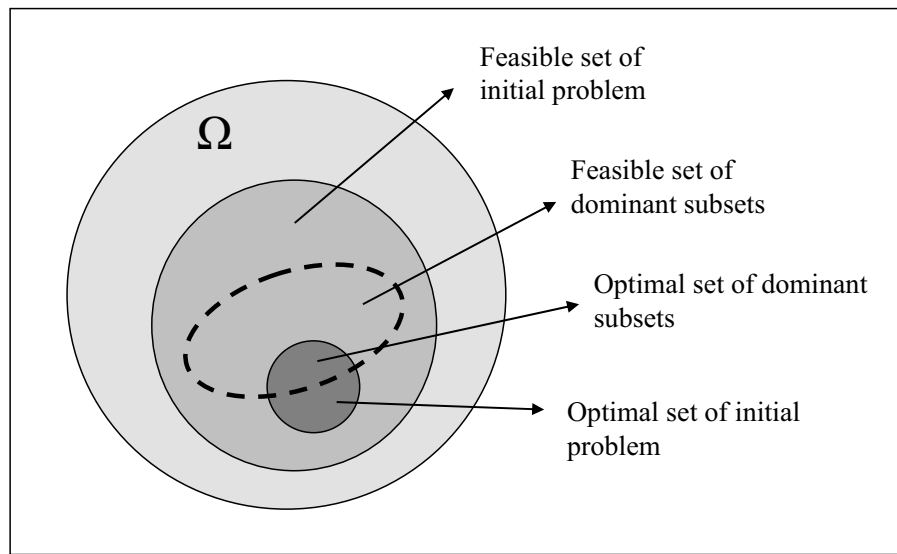 Feasible set of
initial problem
Ω
Feasible set of
dominant subsets
Optimal set of dominant
subsets
Optimal set of initial
problem